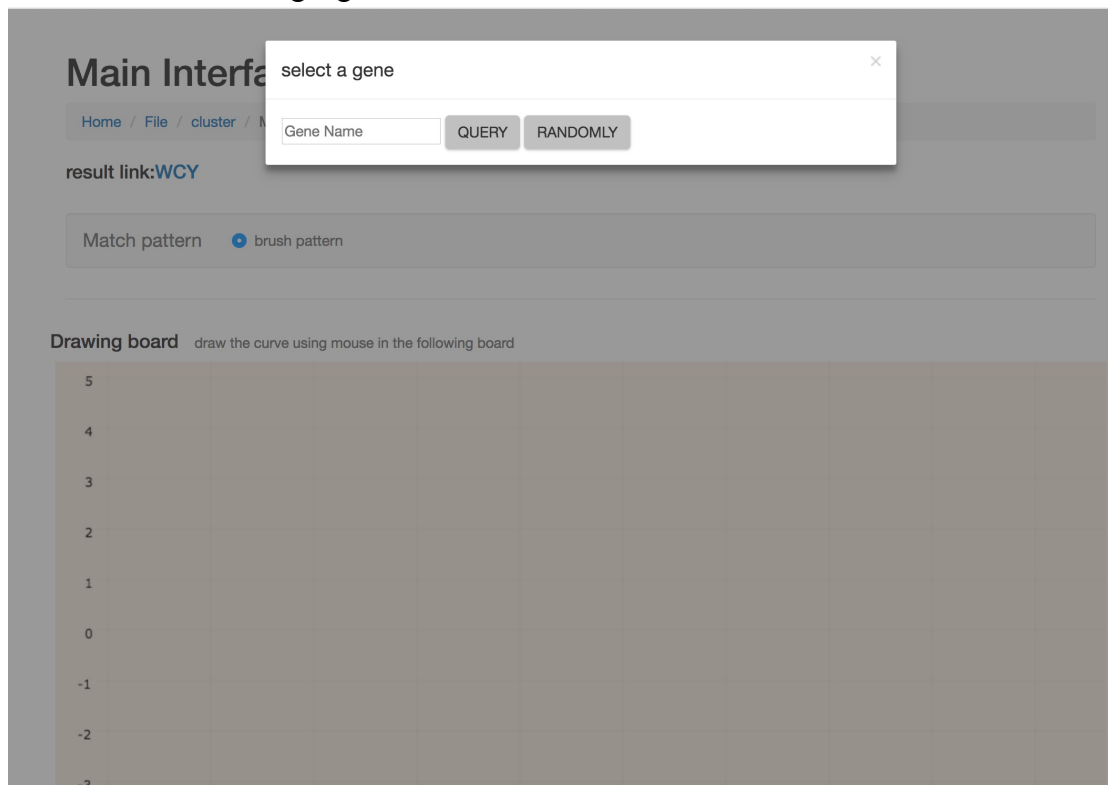 Main Interfa
select a gene
×
Home / File / cluster /
Gene Name QUERY RANDOMLY
result link:WCY
Match pattern brush pattern
Drawing board draw the curve using mouse in the following board
5
4
3
2
1
0
-1
-2